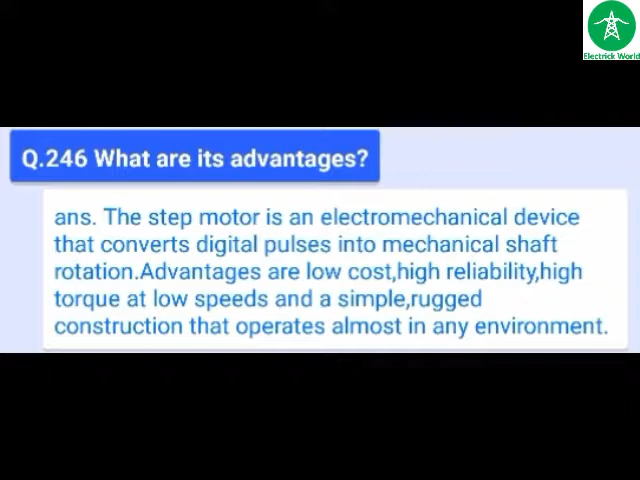 Electrick World
Q.246 What are its advantages?
ans. The step motor is an electromechanical device
that converts digital pulses into mechanical shaft
rotation.Advantages are low cost,high reliability,high
torque at low speeds and a simple,rugged
construction that operates almost in any environment.